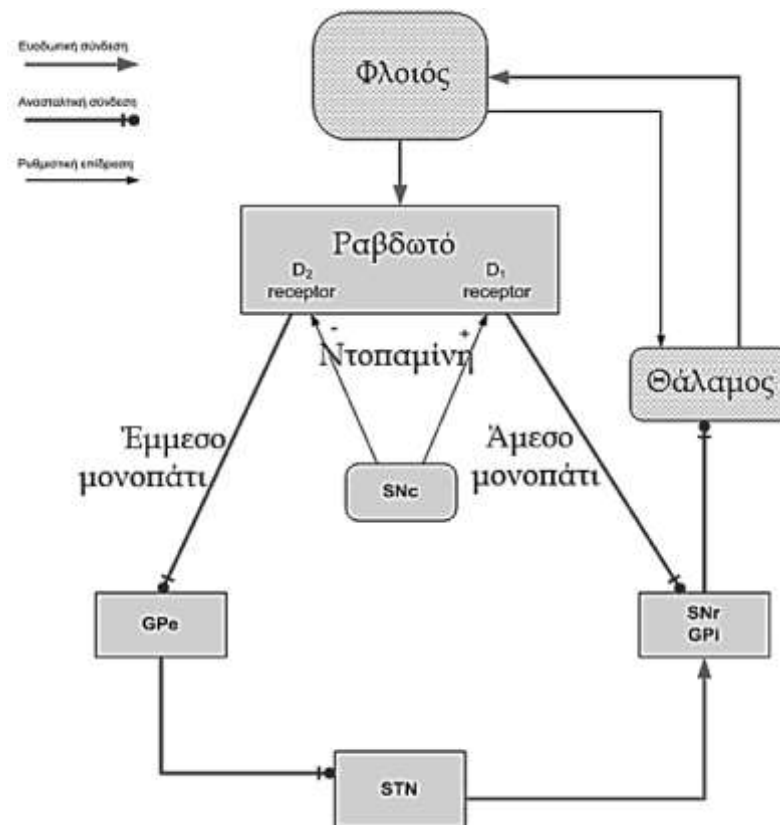 Ευοδωτική σύνδεση
Ανασταλτική σύνδεση
Ρυθμιστική επίδραση
Φλοιός
Ραβδωτό
D2
receptor
D1
receptor
-
+
Ντοπαμίνη
Θάλαμος
Έμμεσο
μονοπάτι
Άμεσο
μονοπάτι
SNc
GPe
SNr
GPi
STN